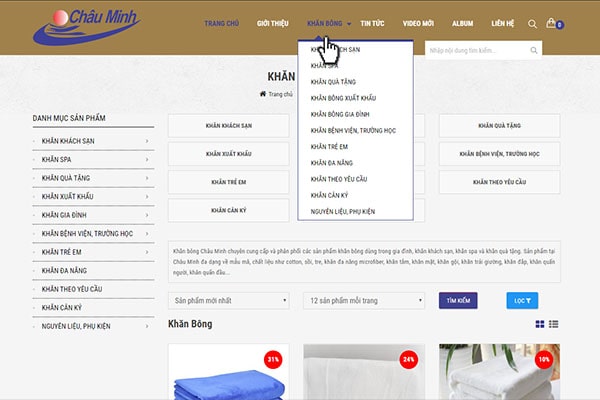 Châu Minh
TRANG CHỦ
GIỚI THIỆU
KHĂN BÔNG
TIN TỨC
VIDEO MỚI
ALBUM
LIÊN HỆ
0
Nhập nội dung tìm kiếm...
KHĂN KHÁCH SẠN
KHĂN SPA
KHĂN QUÀ TẶNG
KHĂN BÔNG XUẤT KHẨU
KHĂN BÔNG GIA ĐÌNH
KHĂN BỆNH VIỆN, TRƯỜNG HỌC
KHĂN TRẺ EM
KHĂN ĐA NĂNG
KHĂN THEO YÊU CẦU
KHĂN CÂN KÝ
NGUYÊN LIỆU, PHỤ KIỆN
KHĂN
Trang chủ
DANH MỤC SẢN PHẨM
KHĂN KHÁCH SẠN
KHĂN SPA
KHĂN QUÀ TẶNG
KHĂN XUẤT KHẨU
KHĂN GIA ĐÌNH
KHĂN BỆNH VIỆN, TRƯỜNG HỌC
KHĂN TRẺ EM
KHĂN ĐA NĂNG
KHĂN THEO YÊU CẦU
KHĂN CÂN KÝ
NGUYÊN LIỆU, PHỤ KIỆN
KHĂN KHÁCH SẠN
KHĂN QUÀ TẶNG
KHĂN XUẤT KHẨU
KHĂN BỆNH VIỆN, TRƯỜNG HỌC
KHĂN TRẺ EM
KHĂN THEO YÊU CẦU
KHĂN CÂN KÝ
Khăn bông Châu Minh chuyên cung cấp và phân phối các sản phẩm khăn bông dùng trong gia đình, khăn khách sạn, khăn spa và khăn quà tặng. Sản phẩm tại
Châu Minh đa dạng về mẫu mã, chất liệu như cotton, sồi, tre, khăn đa năng microfiber, khăn tắm, khăn mặt, khăn gội, khăn trải giường, khăn đắp, khăn quấn
người, khăn quấn đầu...
Sản phẩm mới nhất
12 sản phẩm mỗi trang
TÌM KIẾM
LỌC
Khăn Bông
31%
24%
10%